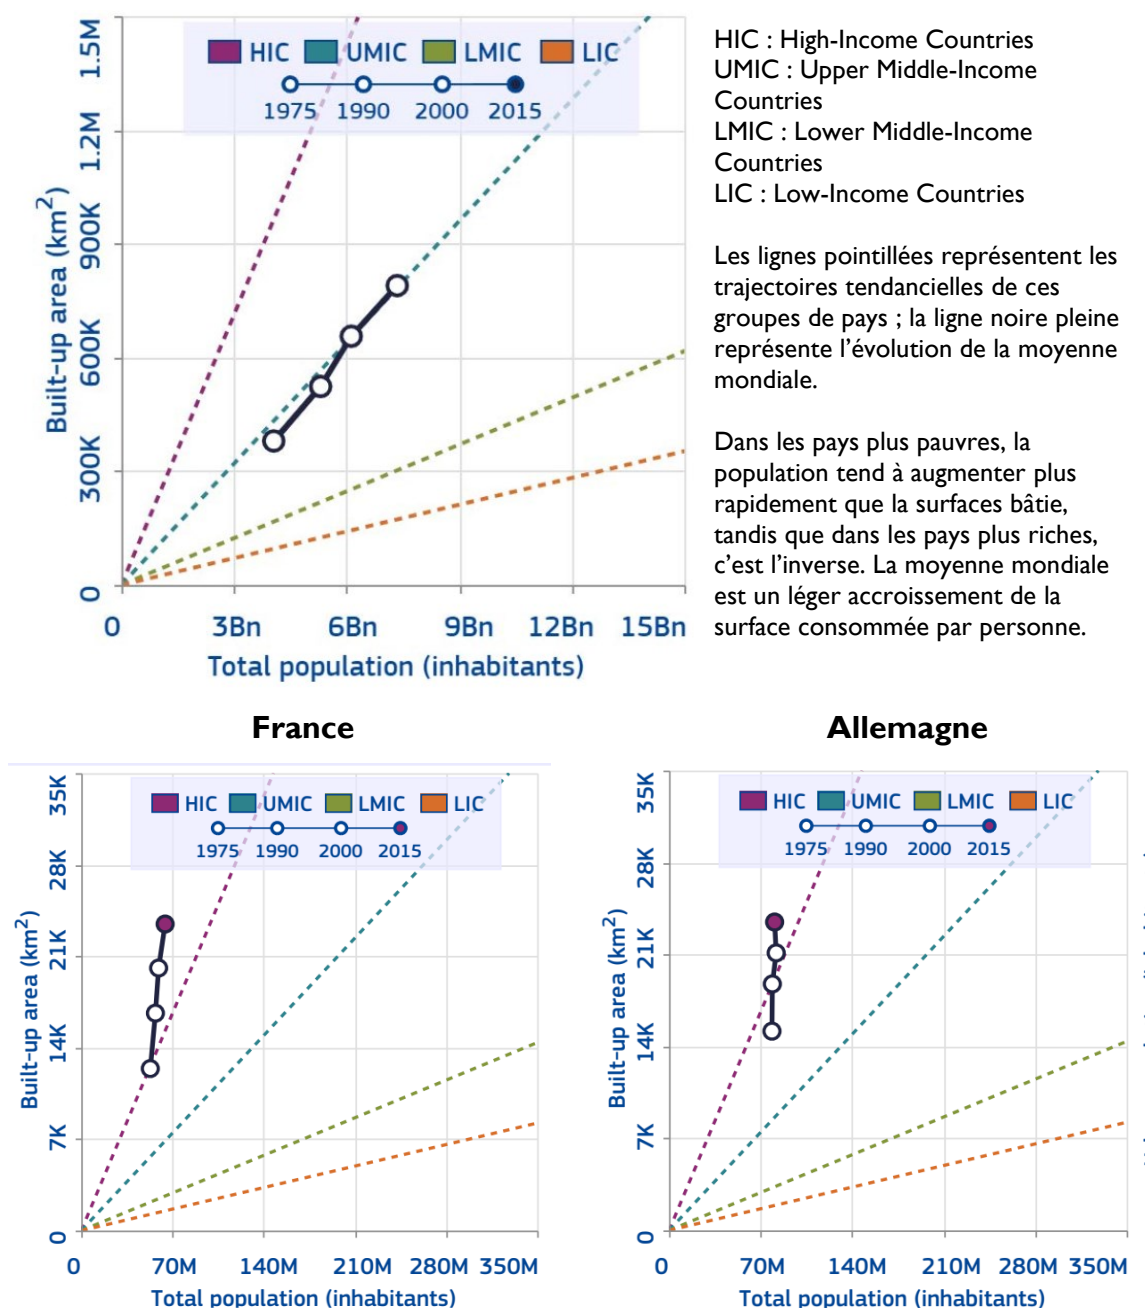 1.5M
1.2M
900K
600K
300K
0
Built-up area (km²)
HIC UMIC LMIC LIC
1975 1990 2000 2015
0 3Bn 6Bn 9Bn 12Bn 15Bn
Total population (inhabitants)
HIC : High-Income Countries
UMIC : Upper Middle-Income
Countries
LMIC : Lower Middle-Income
Countries
LIC : Low-Income Countries
Les lignes pointillées représentent les
trajectoires tendancielles de ces
groupes de pays ; la ligne noire pleine
représente l’évolution de la moyenne
mondiale.
Dans les pays plus pauvres, la
population tend à augmenter plus
rapidement que la surfaces bâtie,
tandis que dans les pays plus riches,
c’est l’inverse. La moyenne mondiale
est un léger accroissement de la
surface consommée par personne.
France
35K
28K
21K
14K
7K
0
Built-up area (km²)
HIC UMIC LMIC LIC
1975 1990 2000 2015
0 70M 140M 210M 280M 350M
Total population (inhabitants)
Allemagne
35K
28K
21K
14K
7K
0
Built-up area (km²)
HIC UMIC LMIC LIC
1975 1990 2000 2015
0 70M 140M 210M 280M 350M
Total population (inhabitants)